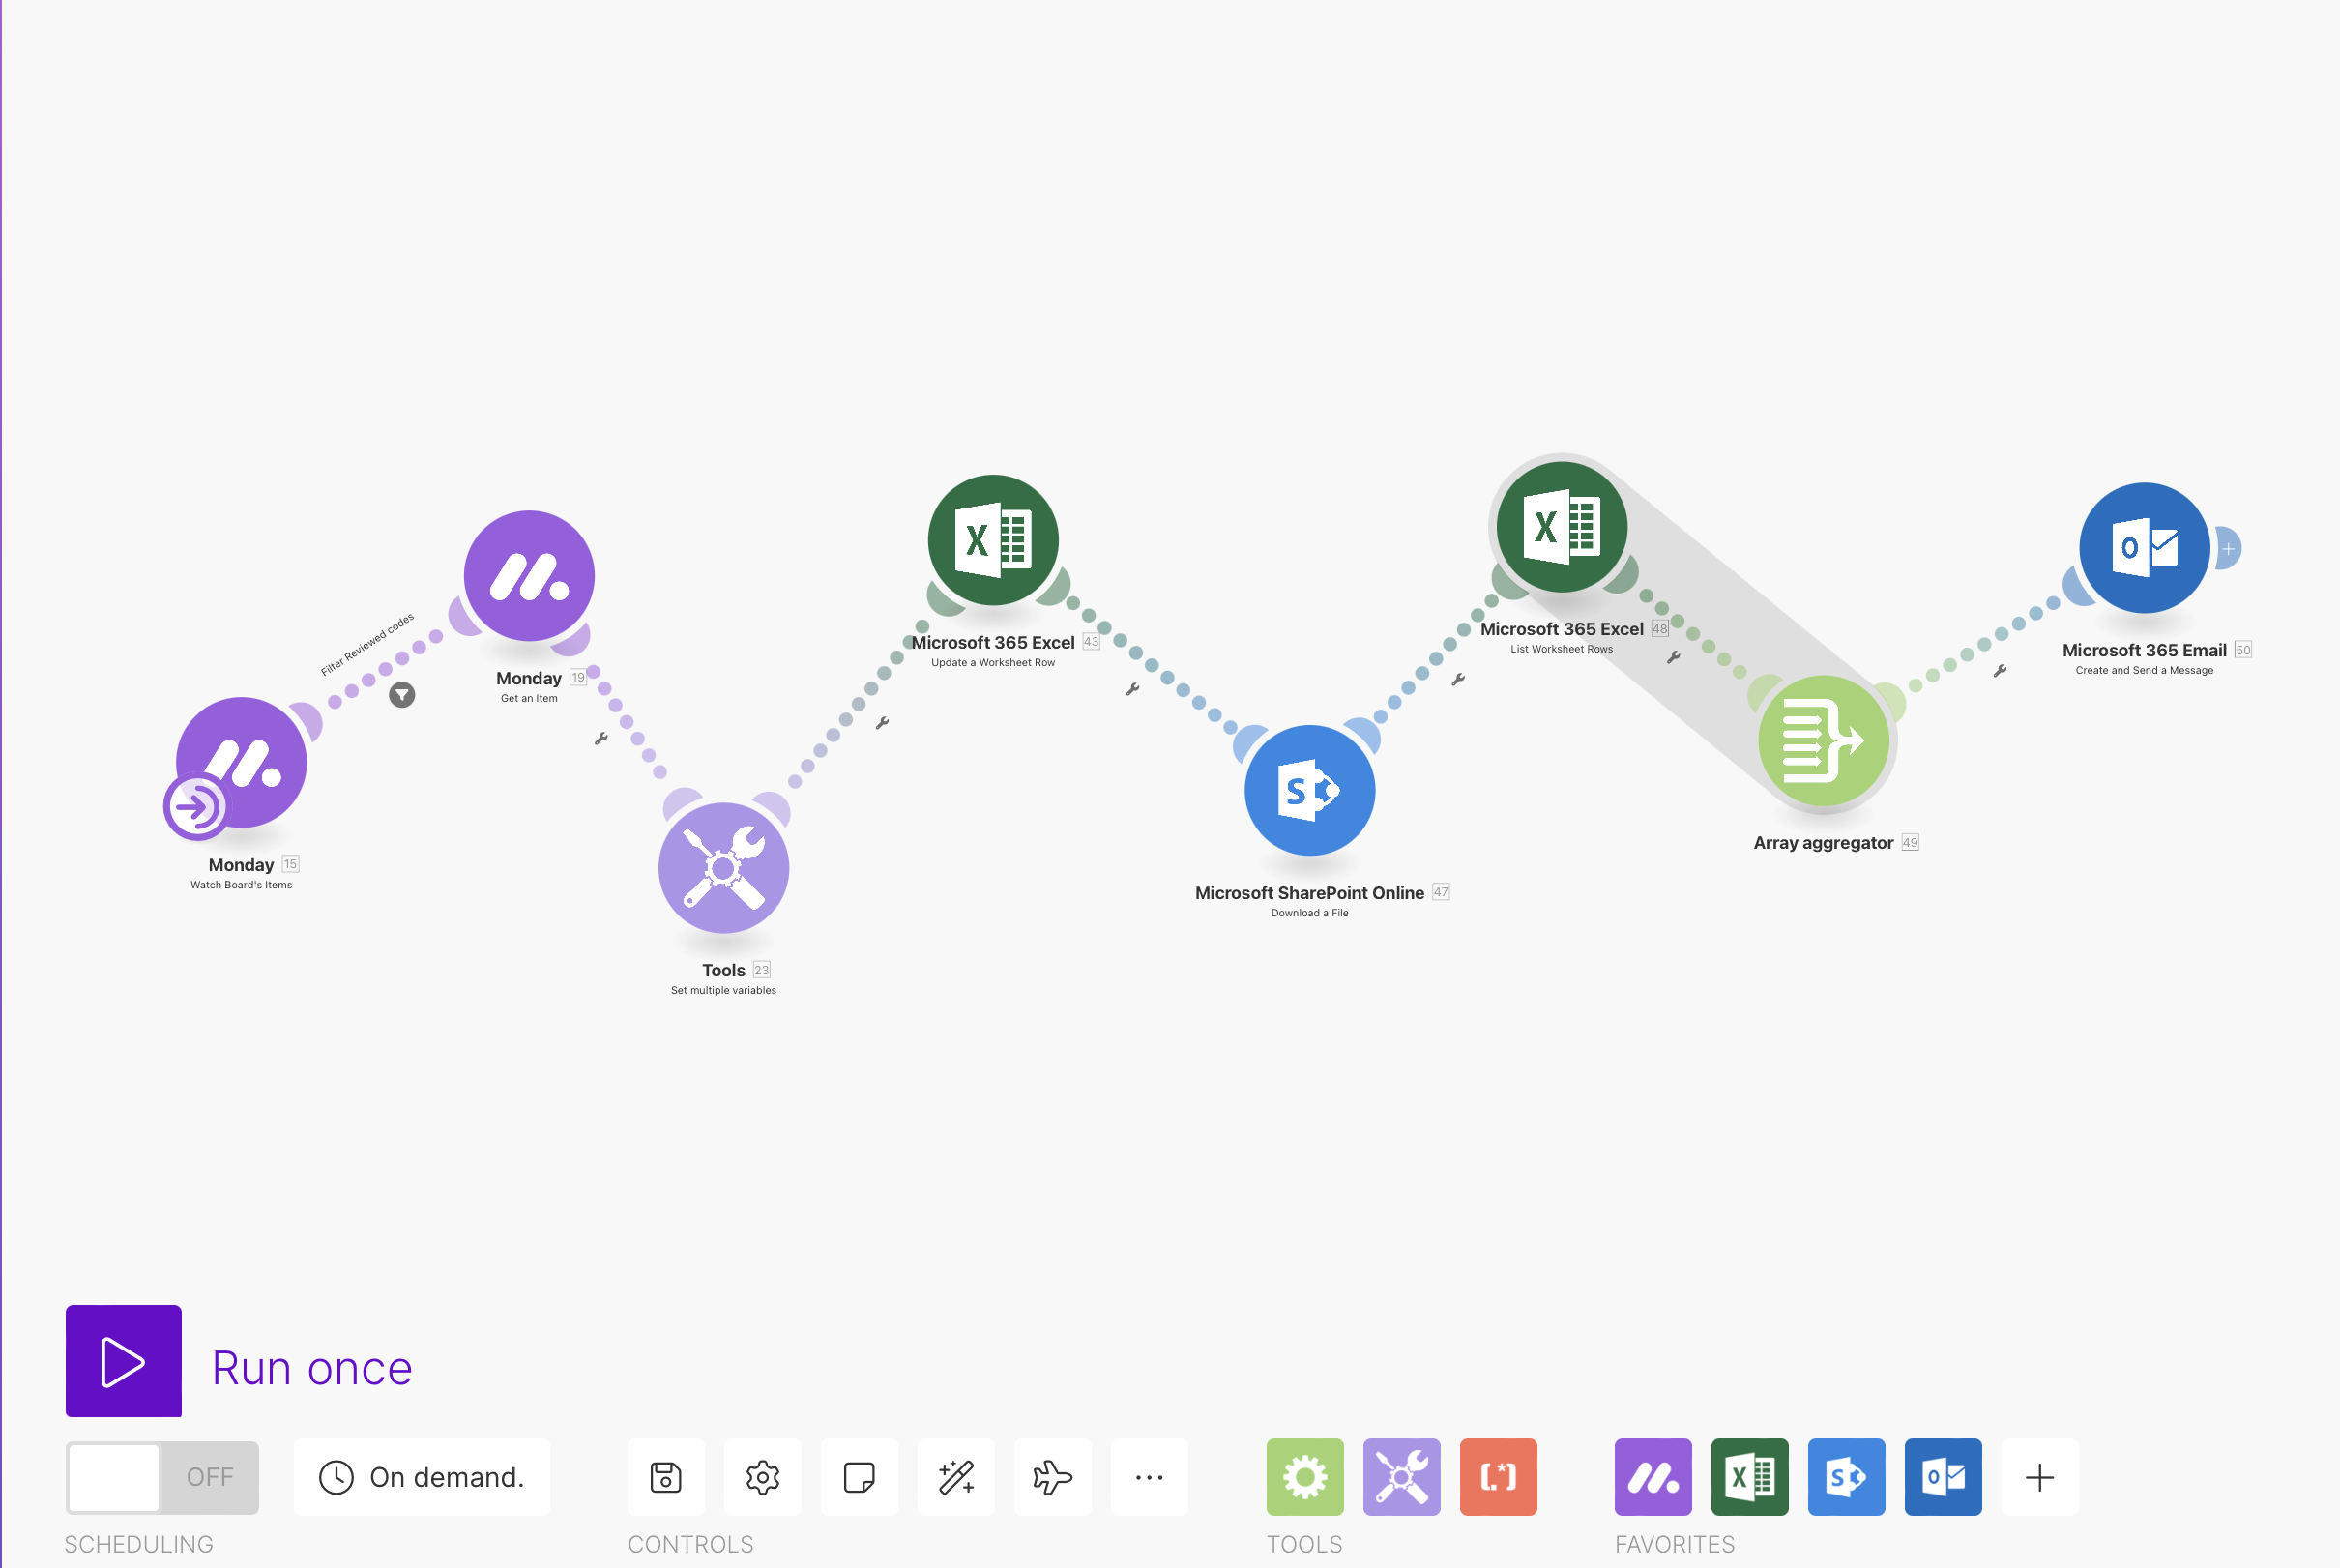 Filter Reviewed codes
Monday 15
Watch Board's Items
Monday 19
Get an Item
Tools 23
Set multiple variables
Microsoft 365 Excel 43
Update a Worksheet Row
Microsoft SharePoint Online 47
Download a File
Microsoft 365 Excel 48
List Worksheet Rows
Array aggregator 49
Microsoft 365 Email 50
Create and Send a Message
Run once
OFF
On demand.
SCHEDULING
CONTROLS
TOOLS
FAVORITES